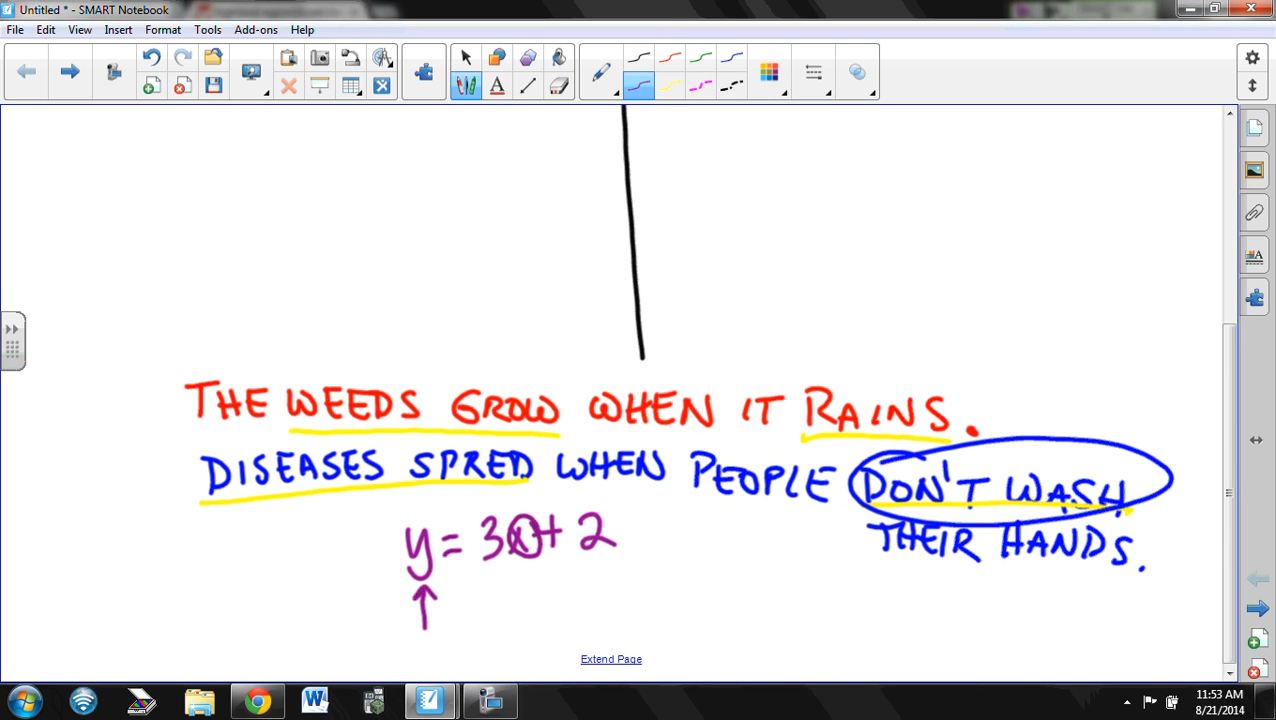 Untitled * - SMART Notebook
File Edit View Insert Format Tools Add-ons Help
THE WEEDS GROW WHEN IT RAINS.
DISEASES SPRED WHEN PEOPLE DON'T WASH
THEIR HANDS.
y = 3x + 2
Extend Page
11:53 AM
8/21/2014